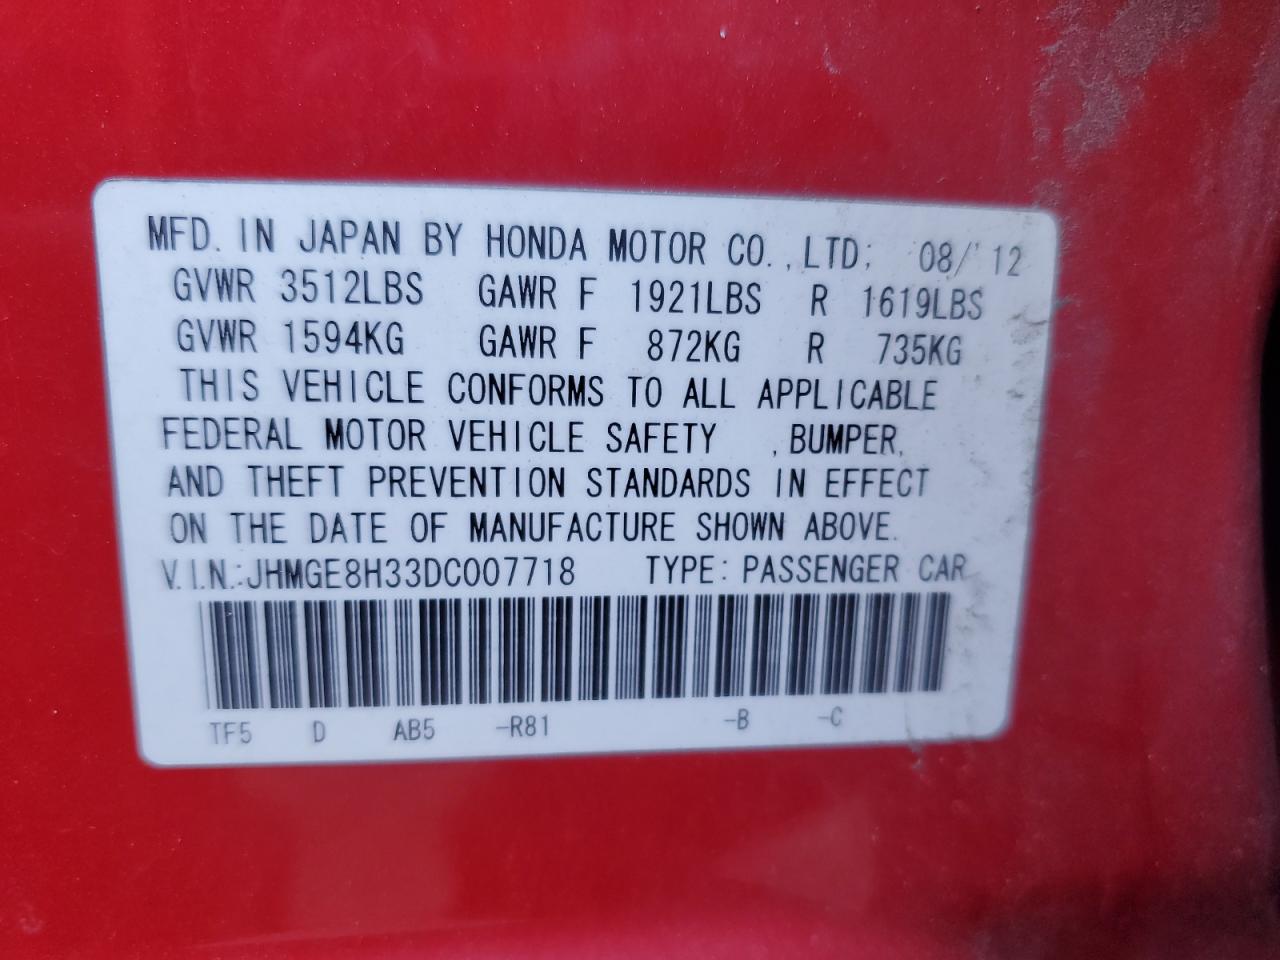 MFD. IN JAPAN BY HONDA MOTOR CO.,LTD; 08/'12
GVWR 3512LBS GAWR F 1921LBS R 1619LBS
GVWR 1594KG GAWR F 872KG R 735KG
THIS VEHICLE CONFORMS TO ALL APPLICABLE
FEDERAL MOTOR VEHICLE SAFETY ,BUMPER,
AND THEFT PREVENTION STANDARDS IN EFFECT
ON THE DATE OF MANUFACTURE SHOWN ABOVE.
V.I.N.:JHMGE8H33DC007718 TYPE:PASSENGER CAR
TF5 D AB5 -R81 -B -C